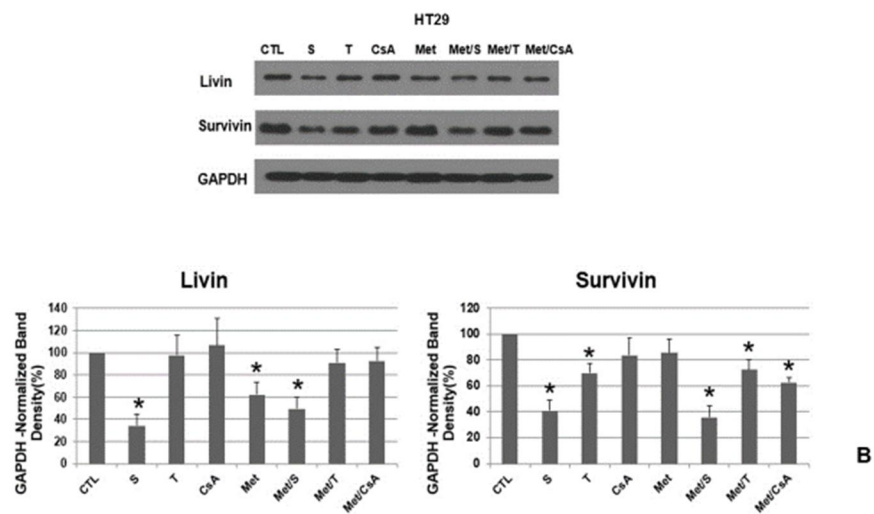 HT29
CTL S T CsA Met Met/S Met/T Met/CsA
Livin
Survivin
GAPDH
Livin
GAPDH -Normalized Band
Density(%)
140
120
100
80
60
40
20
0
* * *
CTL S T CsA Met Met/S Met/T Met/CsA
Survivin
GAPDH -Normalized Band
Density(%)
120
100
80
60
40
20
0
* * * * *
CTL S T CsA Met Met/S Met/T Met/CsA
B